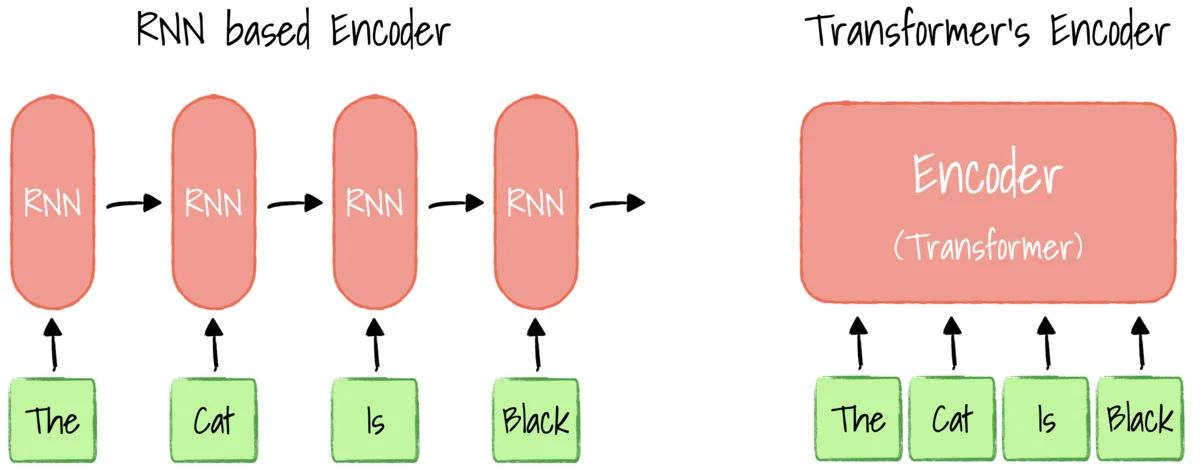 RNN based Encoder
Transformer's Encoder
RNN
RNN
RNN
RNN
Encoder
(Transformer)
The
Cat
Is
Black
The
Cat
Is
Black